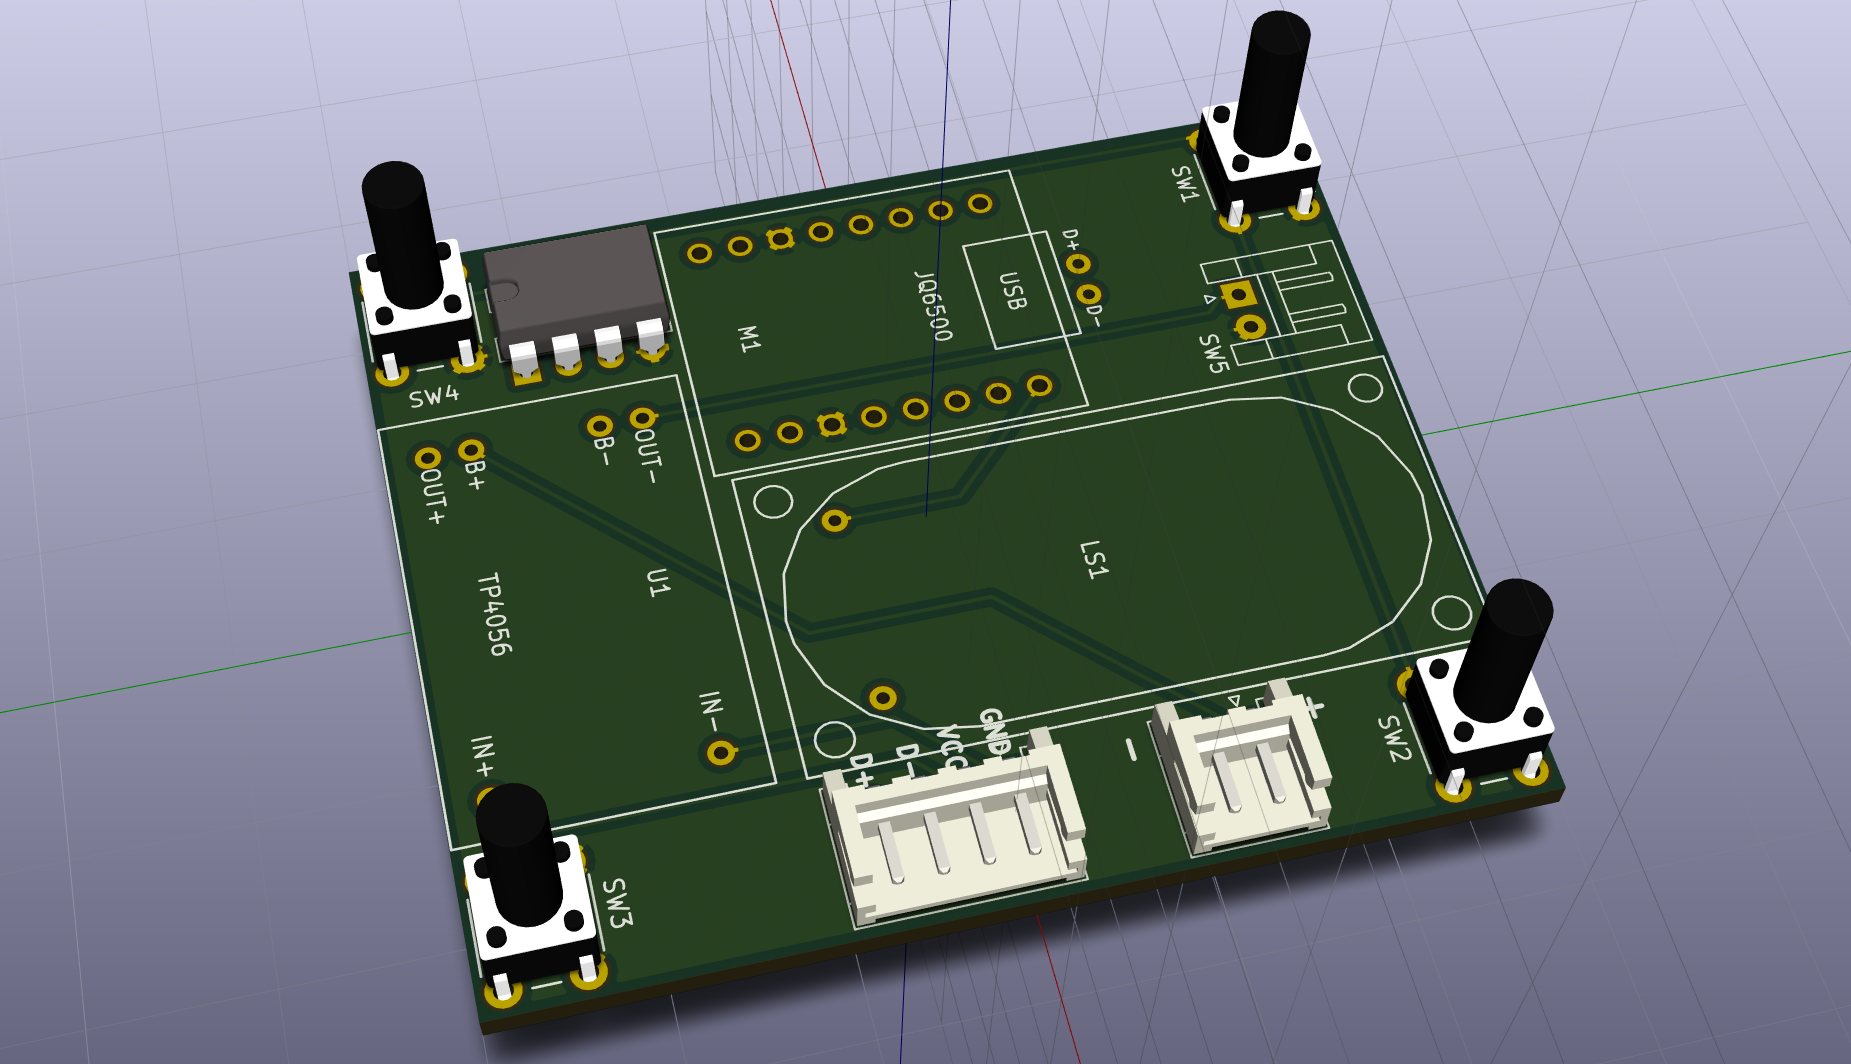 SW1
D+
USB
JQ6500
D-
M1
SW5
SW4
B-
OUT-
B+
OUT+
LS1
U1
TP4056
IN-
IN+
+
-
GND
VCC
D-
D+
SW2
SW3